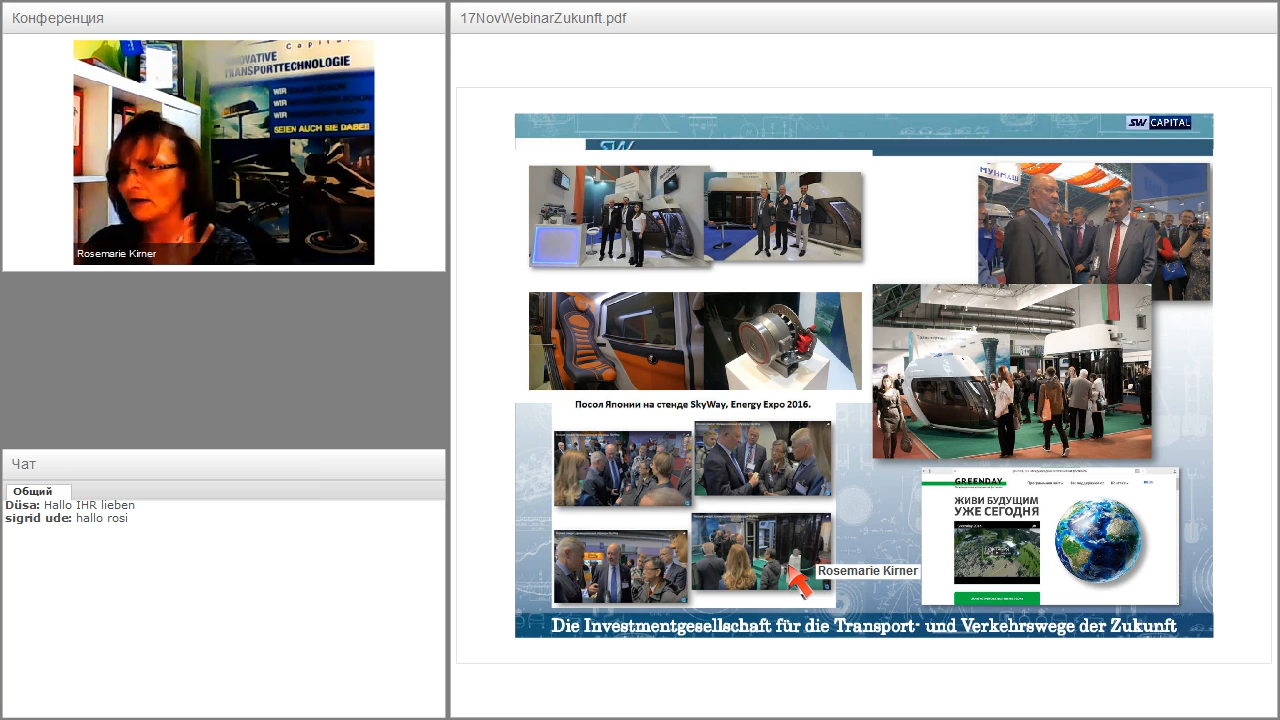 Конференция
Capital
INNOVATIVE
TRANSPORTTECHNOLOGIE
WIR
WIR
WIR
SEIEN AUCH SIE DABEI!
Rosemarie Kirner
Чат
Общий
Düsa: Hallo IHR lieben
sigrid ude: hallo rosi
17NovWebinarZukunft.pdf
SW CAPITAL
SW
МУНМАШ
Посол Японии на стенде SkyWay, Energy Expo 2016.
GREENDAY
ЖИВИ БУДУЩИМ
УЖЕ СЕГОДНЯ
Rosemarie Kirner
Die Investmentgesellschaft für die Transport- und Verkehrswege der Zukunft